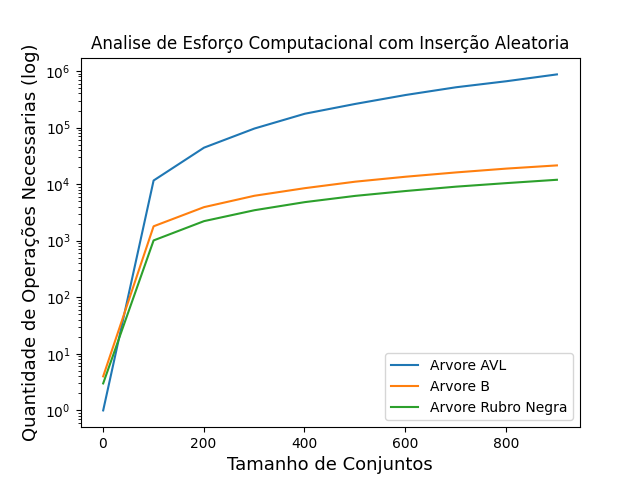 Analise de Esforço Computacional com Inserção Aleatoria
Quantidade de Operações Necessarias (log)
10^6
10^5
10^4
10^3
10^2
10^1
10^0
0 200 400 600 800
Tamanho de Conjuntos
Arvore AVL
Arvore B
Arvore Rubro Negra